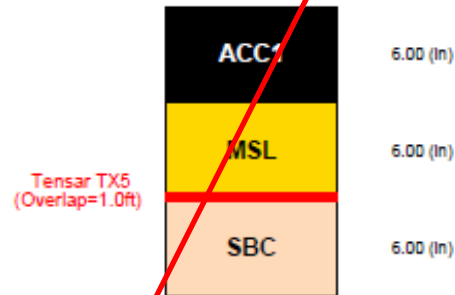 ACC1
6.00 (in)
MSL
6.00 (in)
Tensar TX5
(Overlap=1.0ft)
SBC
6.00 (in)